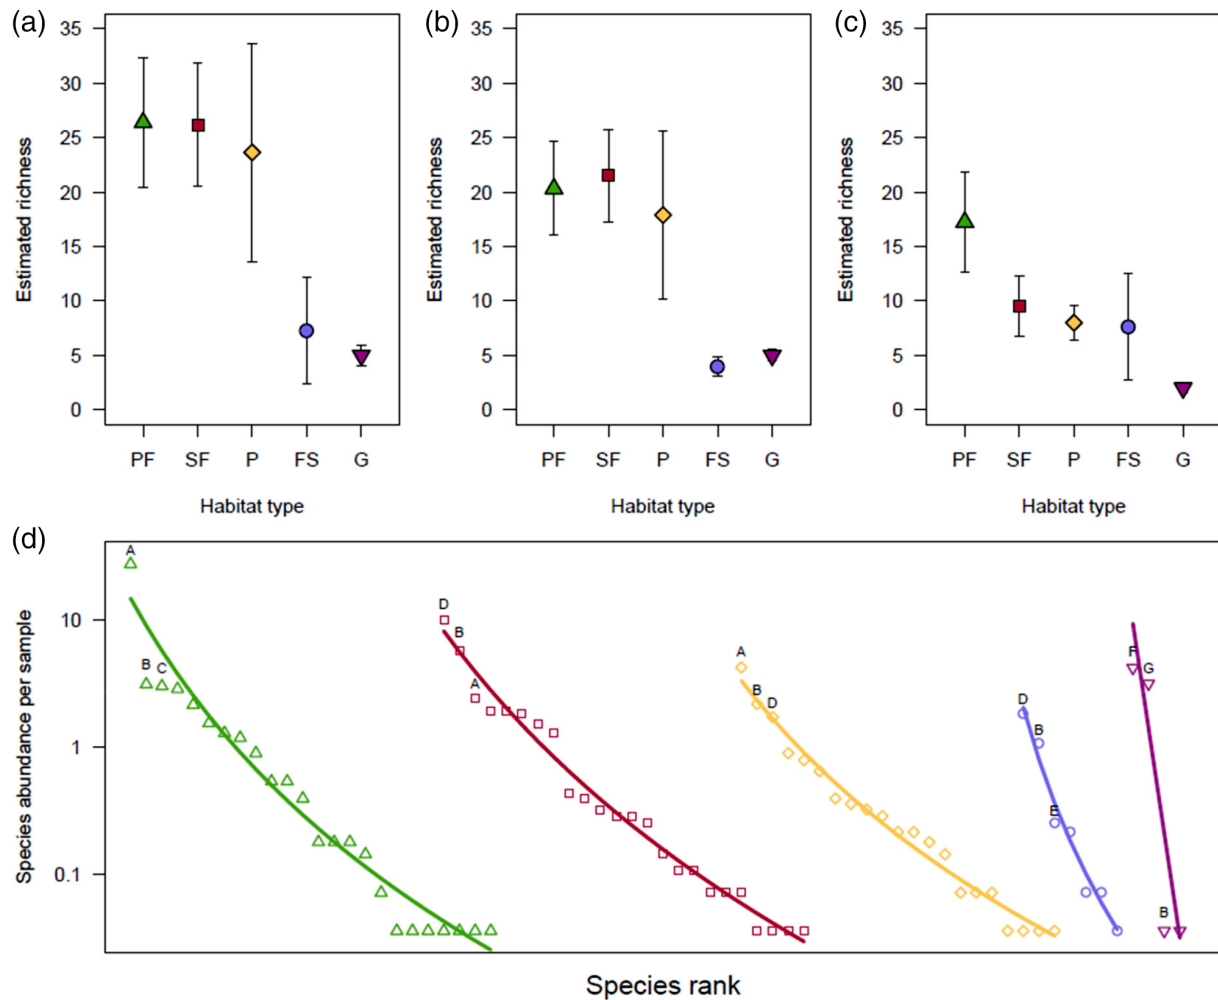 (a)
35
30
25
20
15
10
5
0
Estimated richness
PF SF P FS G
Habitat type
(b)
35
30
25
20
15
10
5
0
Estimated richness
PF SF P FS G
Habitat type
(c)
35
30
25
20
15
10
5
0
Estimated richness
PF SF P FS G
Habitat type
(d)
10
1
0.1
Species abundance per sample
A
B C
D
B
A
A
B D
D
B
E
F G
B
Species rank